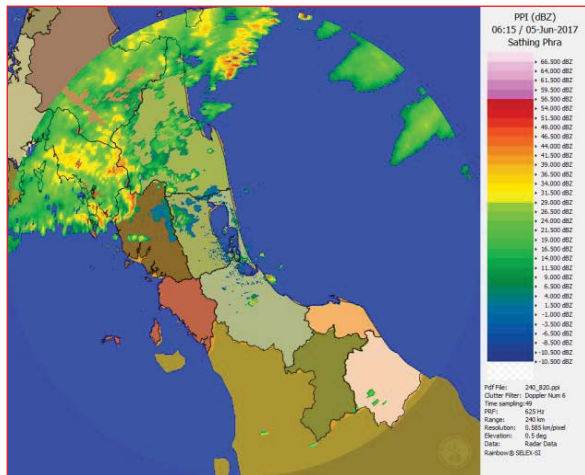 PPI (dBZ)
06:15 / 05-Jun-2017
Sathing Phra
66.500 dBZ
64.000 dBZ
61.500 dBZ
59.000 dBZ
56.500 dBZ
54.000 dBZ
51.500 dBZ
49.000 dBZ
46.500 dBZ
44.000 dBZ
41.500 dBZ
39.000 dBZ
36.500 dBZ
34.000 dBZ
31.500 dBZ
29.000 dBZ
26.500 dBZ
24.000 dBZ
21.500 dBZ
19.000 dBZ
16.500 dBZ
14.000 dBZ
11.500 dBZ
9.000 dBZ
6.500 dBZ
4.000 dBZ
1.500 dBZ
-1.000 dBZ
-3.500 dBZ
-6.000 dBZ
-8.500 dBZ
-10.500 dBZ
Pdf File: 240_820.ppi
Clutter Filter: Doppler Num 6
Time sampling: 49
PRF: 625 Hz
Range: 240 km
Resolution: 0.585 km/pixel
Elevation: 0.5 deg
Data: Radar Data
Rainbow® SELEX-SI